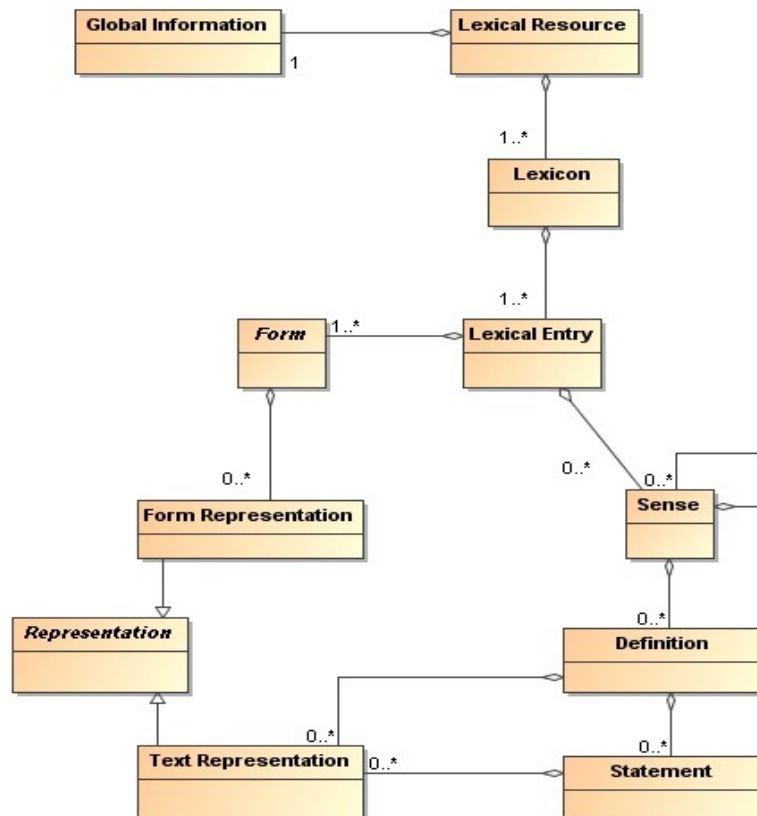 Global Information
Lexical Resource
1
1..*
Lexicon
1..*
Form
1..*
Lexical Entry
0..*
0..*
0..*
Form Representation
Sense
Representation
0..*
Definition
0..*
0..*
0..*
Text Representation
Statement